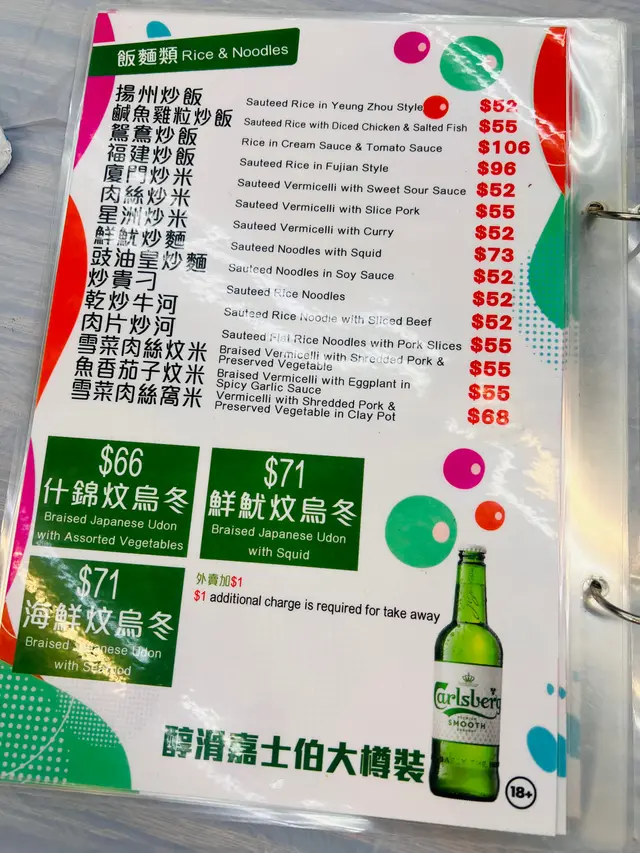 飯麵類 Rice & Noodles
揚州炒飯 Sauteed Rice in Yeung Zhou Style $52
鹹魚雞粒炒飯 Sauteed Rice with Diced Chicken & Salted Fish $55
鴛鴦炒飯 Rice in Cream Sauce & Tomato Sauce $106
福建炒飯 Sauteed Rice in Fujian Style $96
廈門炒米 Sauteed Vermicelli with Sweet Sour Sauce $52
肉絲炒米 Sauteed Vermicelli with Slice Pork $55
星洲炒米 Sauteed Vermicelli with Curry $52
鮮魷炒麵 Sauteed Noodles with Squid $73
豉油皇炒麵 Sauteed Noodles in Soy Sauce $52
炒貴刁 Sauteed Rice Noodles $52
乾炒牛河 Sauteed Rice Noodle with Sliced Beef $52
肉片炒河 Sauteed Flat Rice Noodles with Pork Slices $55
雪菜肉絲炆米 Braised Vermicelli with Shredded Pork &
Preserved Vegetable $55
魚香茄子炆米 Braised Vermicelli with Eggplant in
Spicy Garlic Sauce $55
雪菜肉絲窩米 Vermicelli with Shredded Pork &
Preserved Vegetable in Clay Pot $68
$66
什錦炆烏冬
Braised Japanese Udon
with Assorted Vegetables
$71
鮮魷炆烏冬
Braised Japanese Udon
with Squid
$71
海鮮炆烏冬
Braised Japanese Udon
with Seafood
外賣加$1
$1 additional charge is required for take away
Carlsberg
SMOOTH
醇滑嘉士伯大樽裝
18+